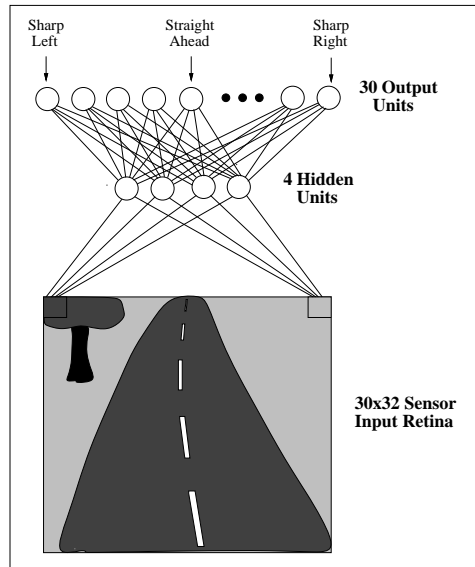 Sharp
Left
Straight
Ahead
Sharp
Right
30 Output
Units
4 Hidden
Units
30x32 Sensor
Input Retina